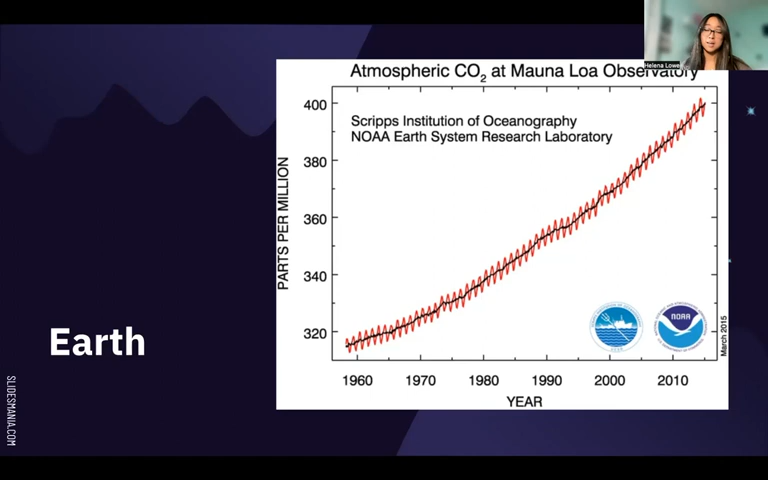 Helena Lowe
Atmospheric CO2 at Mauna Loa Observatory
Scripps Institution of Oceanography
NOAA Earth System Research Laboratory
PARTS PER MILLION
400
380
360
340
320
1960 1970 1980 1990 2000 2010
YEAR
NOAA
March 2015
Earth
SLIDESMANIA.COM